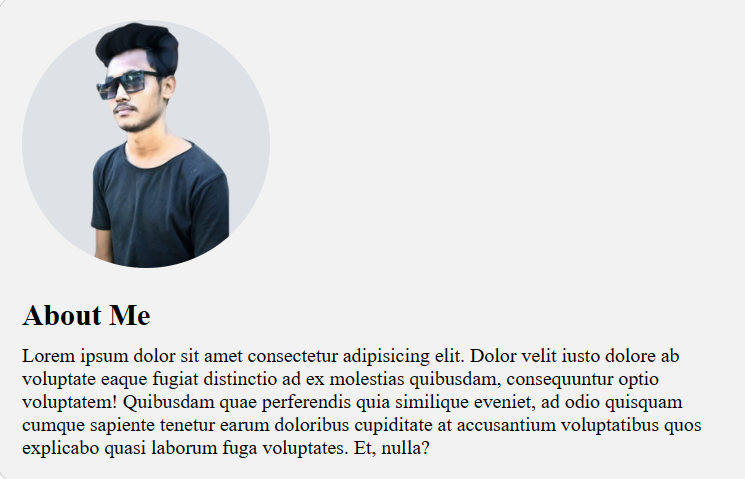 About Me
Lorem ipsum dolor sit amet consectetur adipisicing elit. Dolor velit iusto dolore ab
voluptate eaque fugiat distinctio ad ex molestias quibusdam, consequuntur optio
voluptatem! Quibusdam quae perferendis quia similique eveniet, ad odio quisquam
cumque sapiente tenetur earum doloribus cupiditate at accusantium voluptatibus quos
explicabo quasi laborum fuga voluptates. Et, nulla?